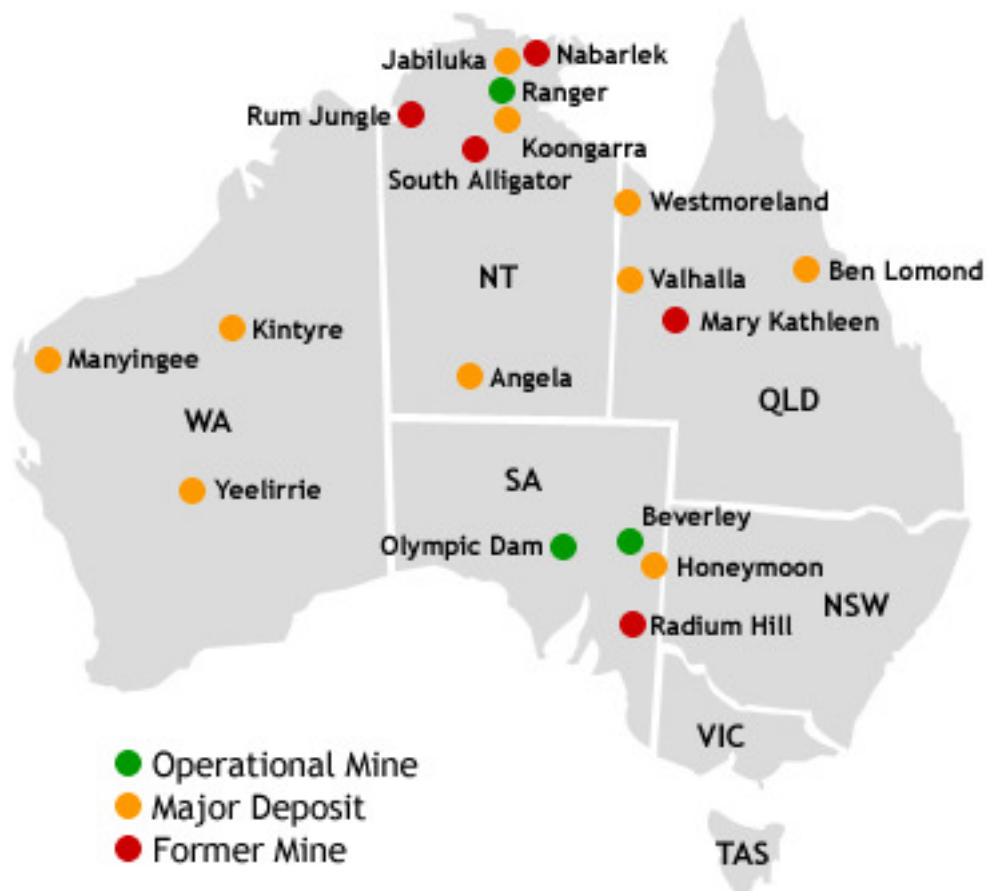 Jabiluka
Nabarlek
Ranger
Rum Jungle
Koongarra
South Alligator
Westmoreland
NT
Valhalla
Ben Lomond
Kintyre
Mary Kathleen
Manyingee
Angela
QLD
WA
SA
Yeelirrie
Beverley
Olympic Dam
Honeymoon
NSW
Radium Hill
VIC
Operational Mine
Major Deposit
Former Mine
TAS